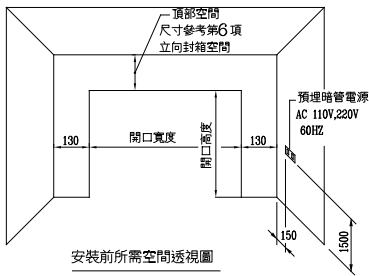 頂部空間
尺寸參考第6項
立向封箱空間
預埋暗管電源
AC 110V,220V
60HZ
130
開口寬度
130
開口高度
150
1500
安裝前所需空間透視圖